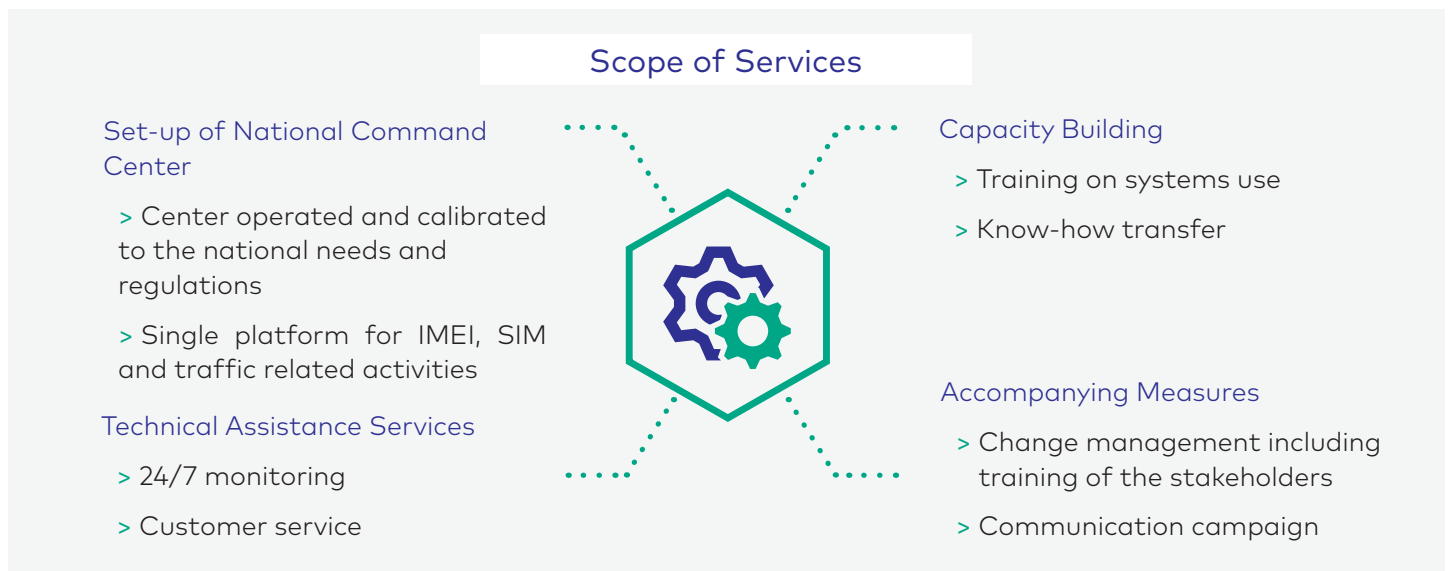 Scope of Services
Set-up of National Command
Center
> Center operated and calibrated
to the national needs and
regulations
> Single platform for IMEI, SIM
and traffic related activities
Technical Assistance Services
> 24/7 monitoring
> Customer service
Capacity Building
> Training on systems use
> Know-how transfer
Accompanying Measures
> Change management including
training of the stakeholders
> Communication campaign